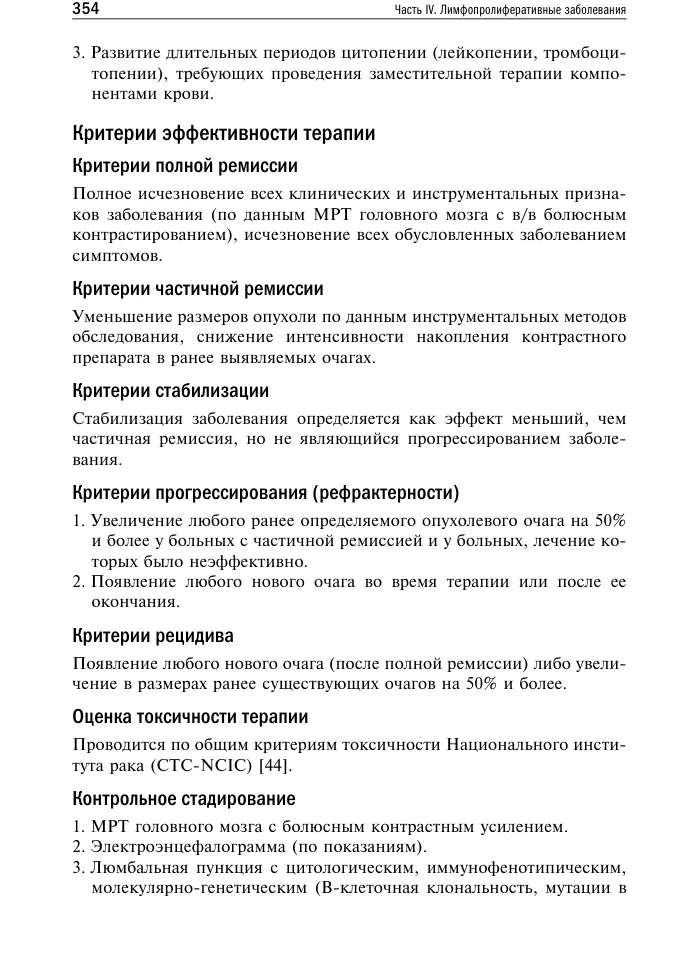 354
Часть IV. Лимфопролиферативные заболевания
3. Развитие длительных периодов цитопении (лейкопении, тромбоци-
топении), требующих проведения заместительной терапии компо-
нентами крови.
Критерии эффективности терапии
Критерии полной ремиссии
Полное исчезновение всех клинических и инструментальных призна-
ков заболевания (по данным МРТ головного мозга с в/в болюсным
контрастированием), исчезновение всех обусловленных заболеванием
симптомов.
Критерии частичной ремиссии
Уменьшение размеров опухоли по данным инструментальных методов
обследования, снижение интенсивности накопления контрастного
препарата в ранее выявляемых очагах.
Критерии стабилизации
Стабилизация заболевания определяется как эффект меньший, чем
частичная ремиссия, но не являющийся прогрессированием заболе-
вания.
Критерии прогрессирования (рефрактерности)
1. Увеличение любого ранее определяемого опухолевого очага на 50%
и более у больных с частичной ремиссией и у больных, лечение ко-
торых было неэффективно.
2. Появление любого нового очага во время терапии или после ее
окончания.
Критерии рецидива
Появление любого нового очага (после полной ремиссии) либо увели-
чение в размерах ранее существующих очагов на 50% и более.
Оценка токсичности терапии
Проводится по общим критериям токсичности Национального инсти-
тута рака (CTC-NCIC) [44].
Контрольное стадирование
1. МРТ головного мозга с болюсным контрастным усилением.
2. Электроэнцефалограмма (по показаниям).
3. Люмбальная пункция с цитологическим, иммунофенотипическим,
молекулярно-генетическим (В-клеточная клональность, мутации в